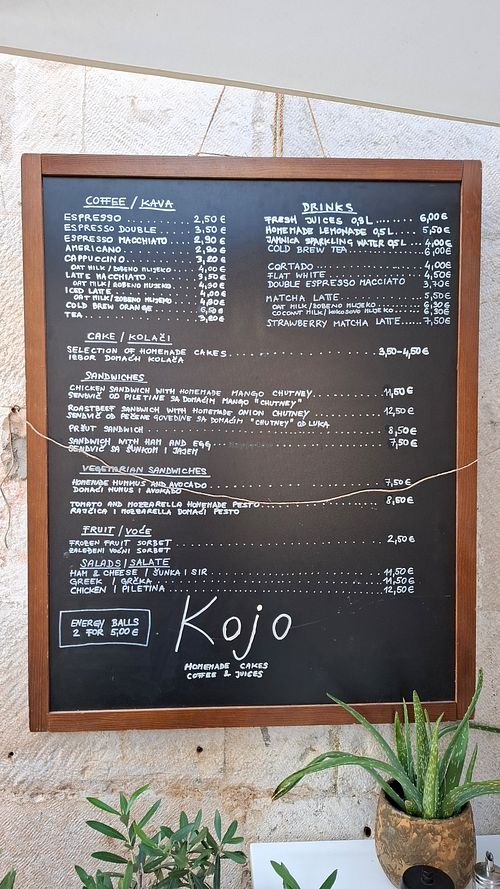 COFFEE / KAVA
ESPRESSO 2,50 €
ESPRESSO DOUBLE 3,50 €
ESPRESSO MACCHIATO 2,90 €
AMERICANO 2,90 €
CAPPUCCINO 3,20 €
OAT MILK / ZOBENO MLIJEKO 4,00 €
LATTE MACCHIATO 3,90 €
OAT MILK / ZOBENO MLIJEKO 4,90 €
ICED LATTE 4,00 €
OAT MILK / ZOBENO MLIJEKO 4,80 €
COLD BREW ORANGE 6,50 €
TEA 3,20 €
DRINKS
FRESH JUICES 0,3L 6,00 €
HOMEMADE LEMONADE 0,5L 5,50 €
JAMNICA SPARKLING WATER 0,5L 4,00 €
COLD BREW TEA 6,00 €
CORTADO 4,00 €
FLAT WHITE 4,50 €
DOUBLE ESPRESSO MACCIATO 3,70 €
MATCHA LATTE 5,50 €
OAT MILK / ZOBENO MLIJEKO 6,30 €
COCONUT MILK / KOKOSOVO MLIJEKO 6,30 €
STRAWBERRY MATCHA LATTE 7,50 €
CAKE / KOLAČI
SELECTION OF HOMEMADE CAKES 3,50-4,50 €
IZBOR DOMAĆIH KOLAČA
SANDWICHES
CHICKEN SANDWICH WITH HOMEMADE MANGO CHUTNEY 11,50 €
SENDVIČ OD PILETINE SA DOMAĆIM MANGO "CHUTNEY"
ROASTBEEF SANDWICH WITH HOMEMADE ONION CHUTNEY 12,50 €
SENDVIČ OD PEČENE GOVEDINE SA DOMAĆIM "CHUTNEY" OD LUKA
PRŠUT SANDWICH 8,50 €
SANDWICH WITH HAM AND EGG 7,50 €
SENDVIČ SA ŠUNKOM I JAJEM
VEGETARIAN SANDWICHES
HOMEMADE HUMMUS AND AVOCADO 7,50 €
DOMAĆI HUMUS I AVOKADO
TOMATO AND MOZZARELLA HOMEMADE PESTO 8,50 €
RAJČICA I MOZZARELLA DOMAĆI PESTO
FRUIT / VOĆE
FROZEN FRUIT SORBET 2,50 €
ZALEĐENI VOĆNI SORBET
SALADS / SALATE
HAM & CHEESE / ŠUNKA I SIR 11,50 €
GREEK / GRČKA 11,50 €
CHICKEN / PILETINA 12,50 €
ENERGY BALLS
2 FOR 5,00 €
Kojo
HOMEMADE CAKES
COFFEE & JUICES